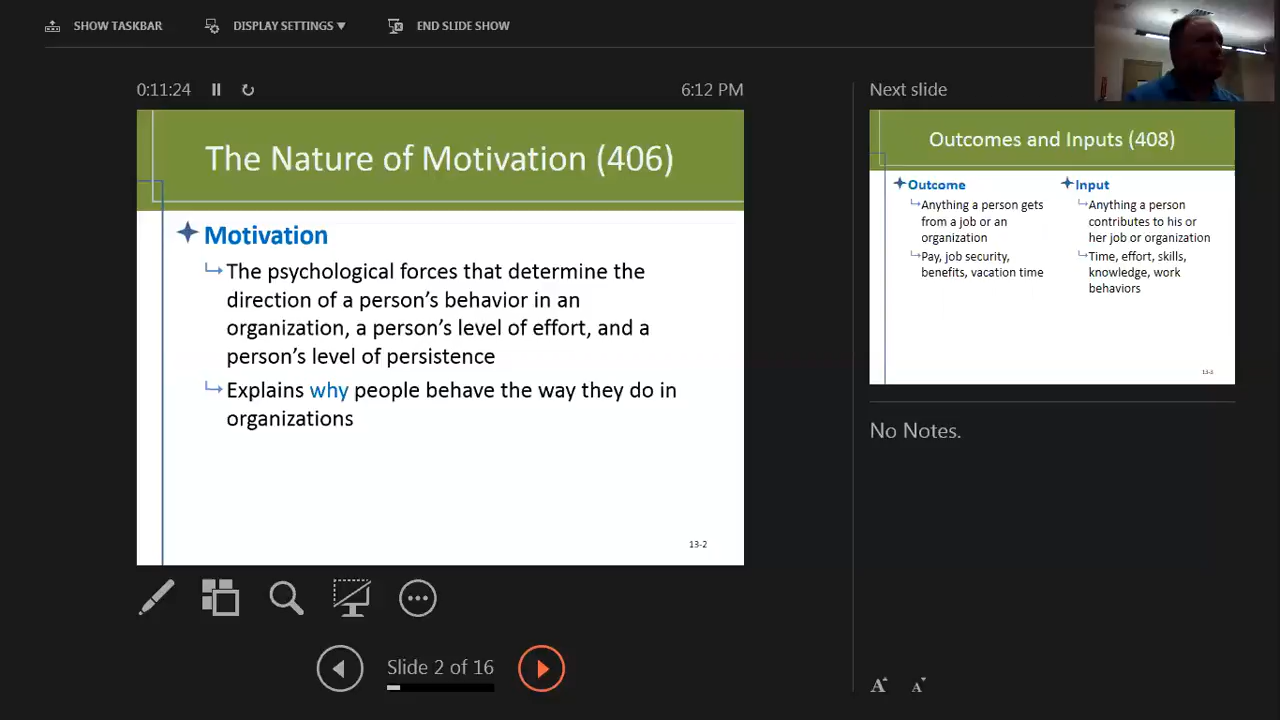 SHOW TASKBAR
DISPLAY SETTINGS ▼
END SLIDE SHOW
0:11:24
6:12 PM
The Nature of Motivation (406)
Motivation
The psychological forces that determine the
direction of a person's behavior in an
organization, a person's level of effort, and a
person's level of persistence
Explains why people behave the way they do in
organizations
13-2
Slide 2 of 16
Next slide
Outcomes and Inputs (408)
Outcome
Anything a person gets
from a job or an
organization
Pay, job security,
benefits, vacation time
Input
Anything a person
contributes to his or
her job or organization
Time, effort, skills,
knowledge, work
behaviors
13-3
No Notes.
A
A